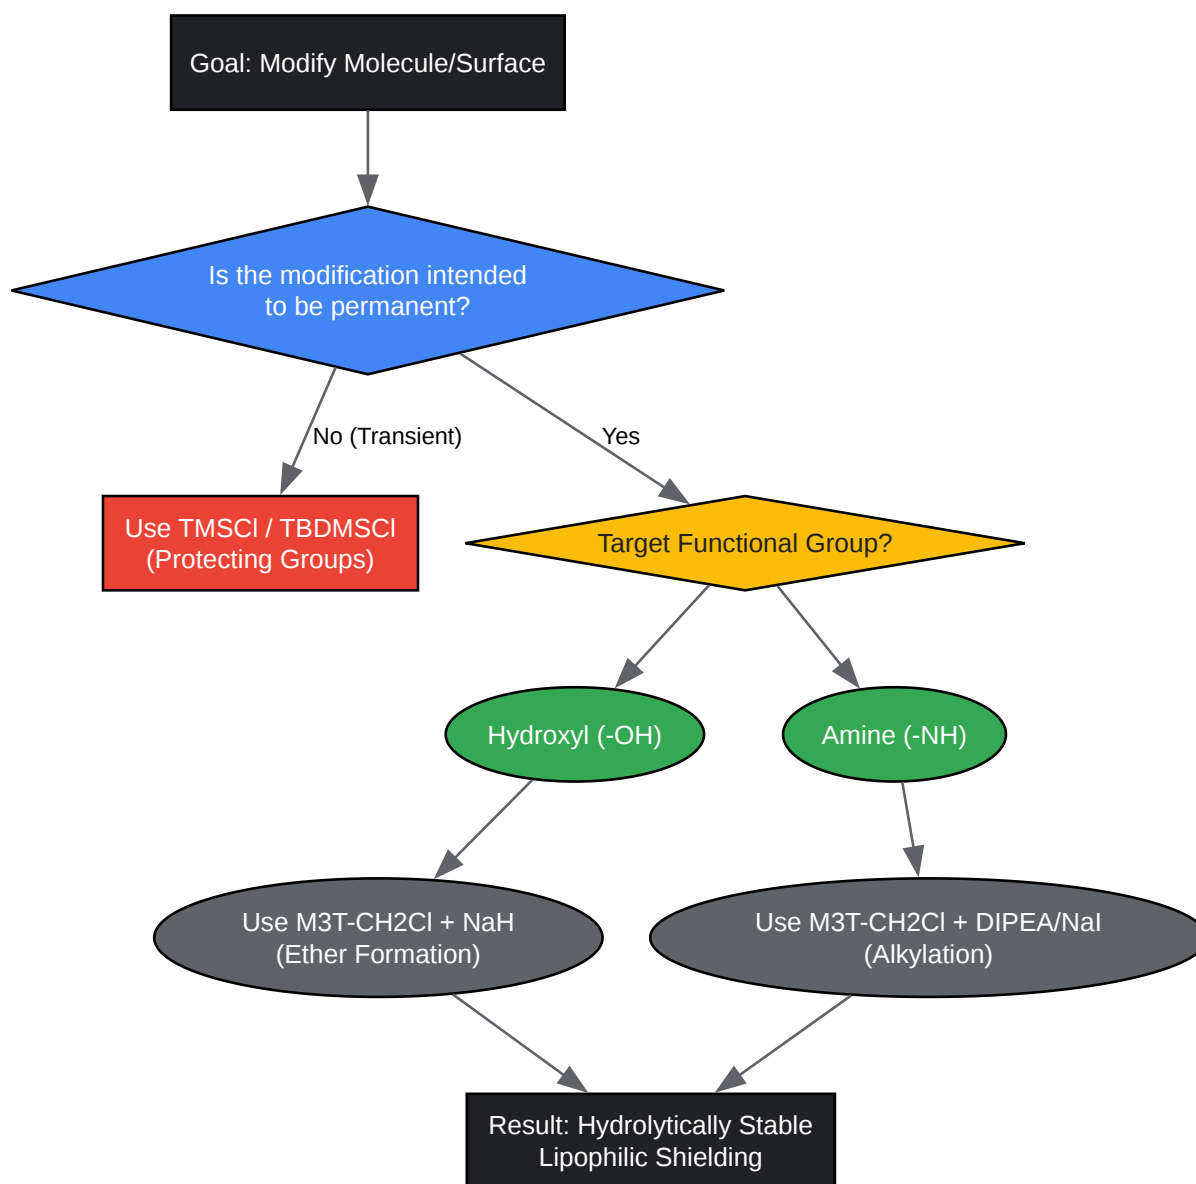 Goal: Modify Molecule/Surface
Is the modification intended
to be permanent?
No (Transient)
Yes
Use TMSCl / TBDMSCl
(Protecting Groups)
Target Functional Group?
Hydroxyl (-OH)
Amine (-NH)
Use M3T-CH2Cl + NaH
(Ether Formation)
Use M3T-CH2Cl + DIPEA/NaI
(Alkylation)
Result: Hydrolytically Stable
Lipophilic Shielding